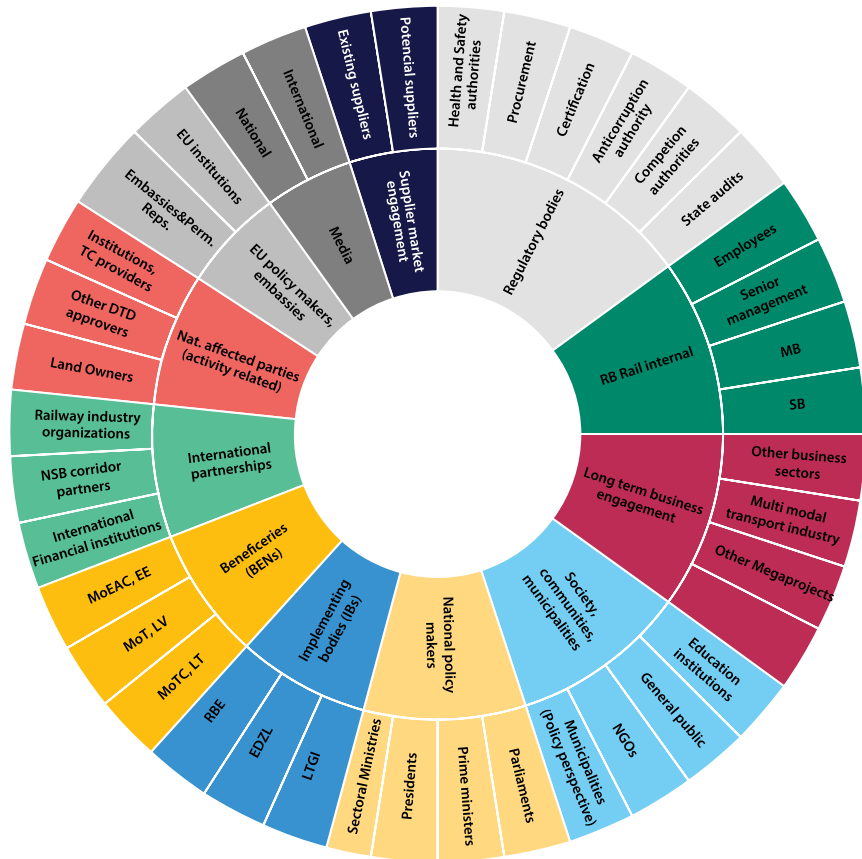 Regulatory bodies
Health and Safety
authorities
Procurement
Certification
Anticorruption
authority
Competion
authorities
State audits
RB Rail internal
Employees
Senior
management
MB
SB
Long term business
engagement
Other business
sectors
Multi modal
transport industry
Other Megaprojects
Society,
communities,
municipalities
Education
institutions
General public
NGOs
Municipalities
(Policy perspective)
National policy
makers
Parliaments
Prime ministers
Presidents
Sectoral Ministries
Implementing
bodies (IBs)
LTGI
EDZL
RBE
Beneficeries
(BENs)
MoTC, LT
MoT, LV
MoEAC, EE
International
partnerships
International
Financial institutions
NSB corridor
partners
Railway industry
organizations
Nat. affected parties
(activity related)
Land Owners
Other DTD
approvers
Institutions,
TC providers
EU policy makers,
embassies
Embassies&Perm.
Reps.
EU institutions
Media
National
International
Supplier market
engagement
Existing suppliers
Potencial suppliers